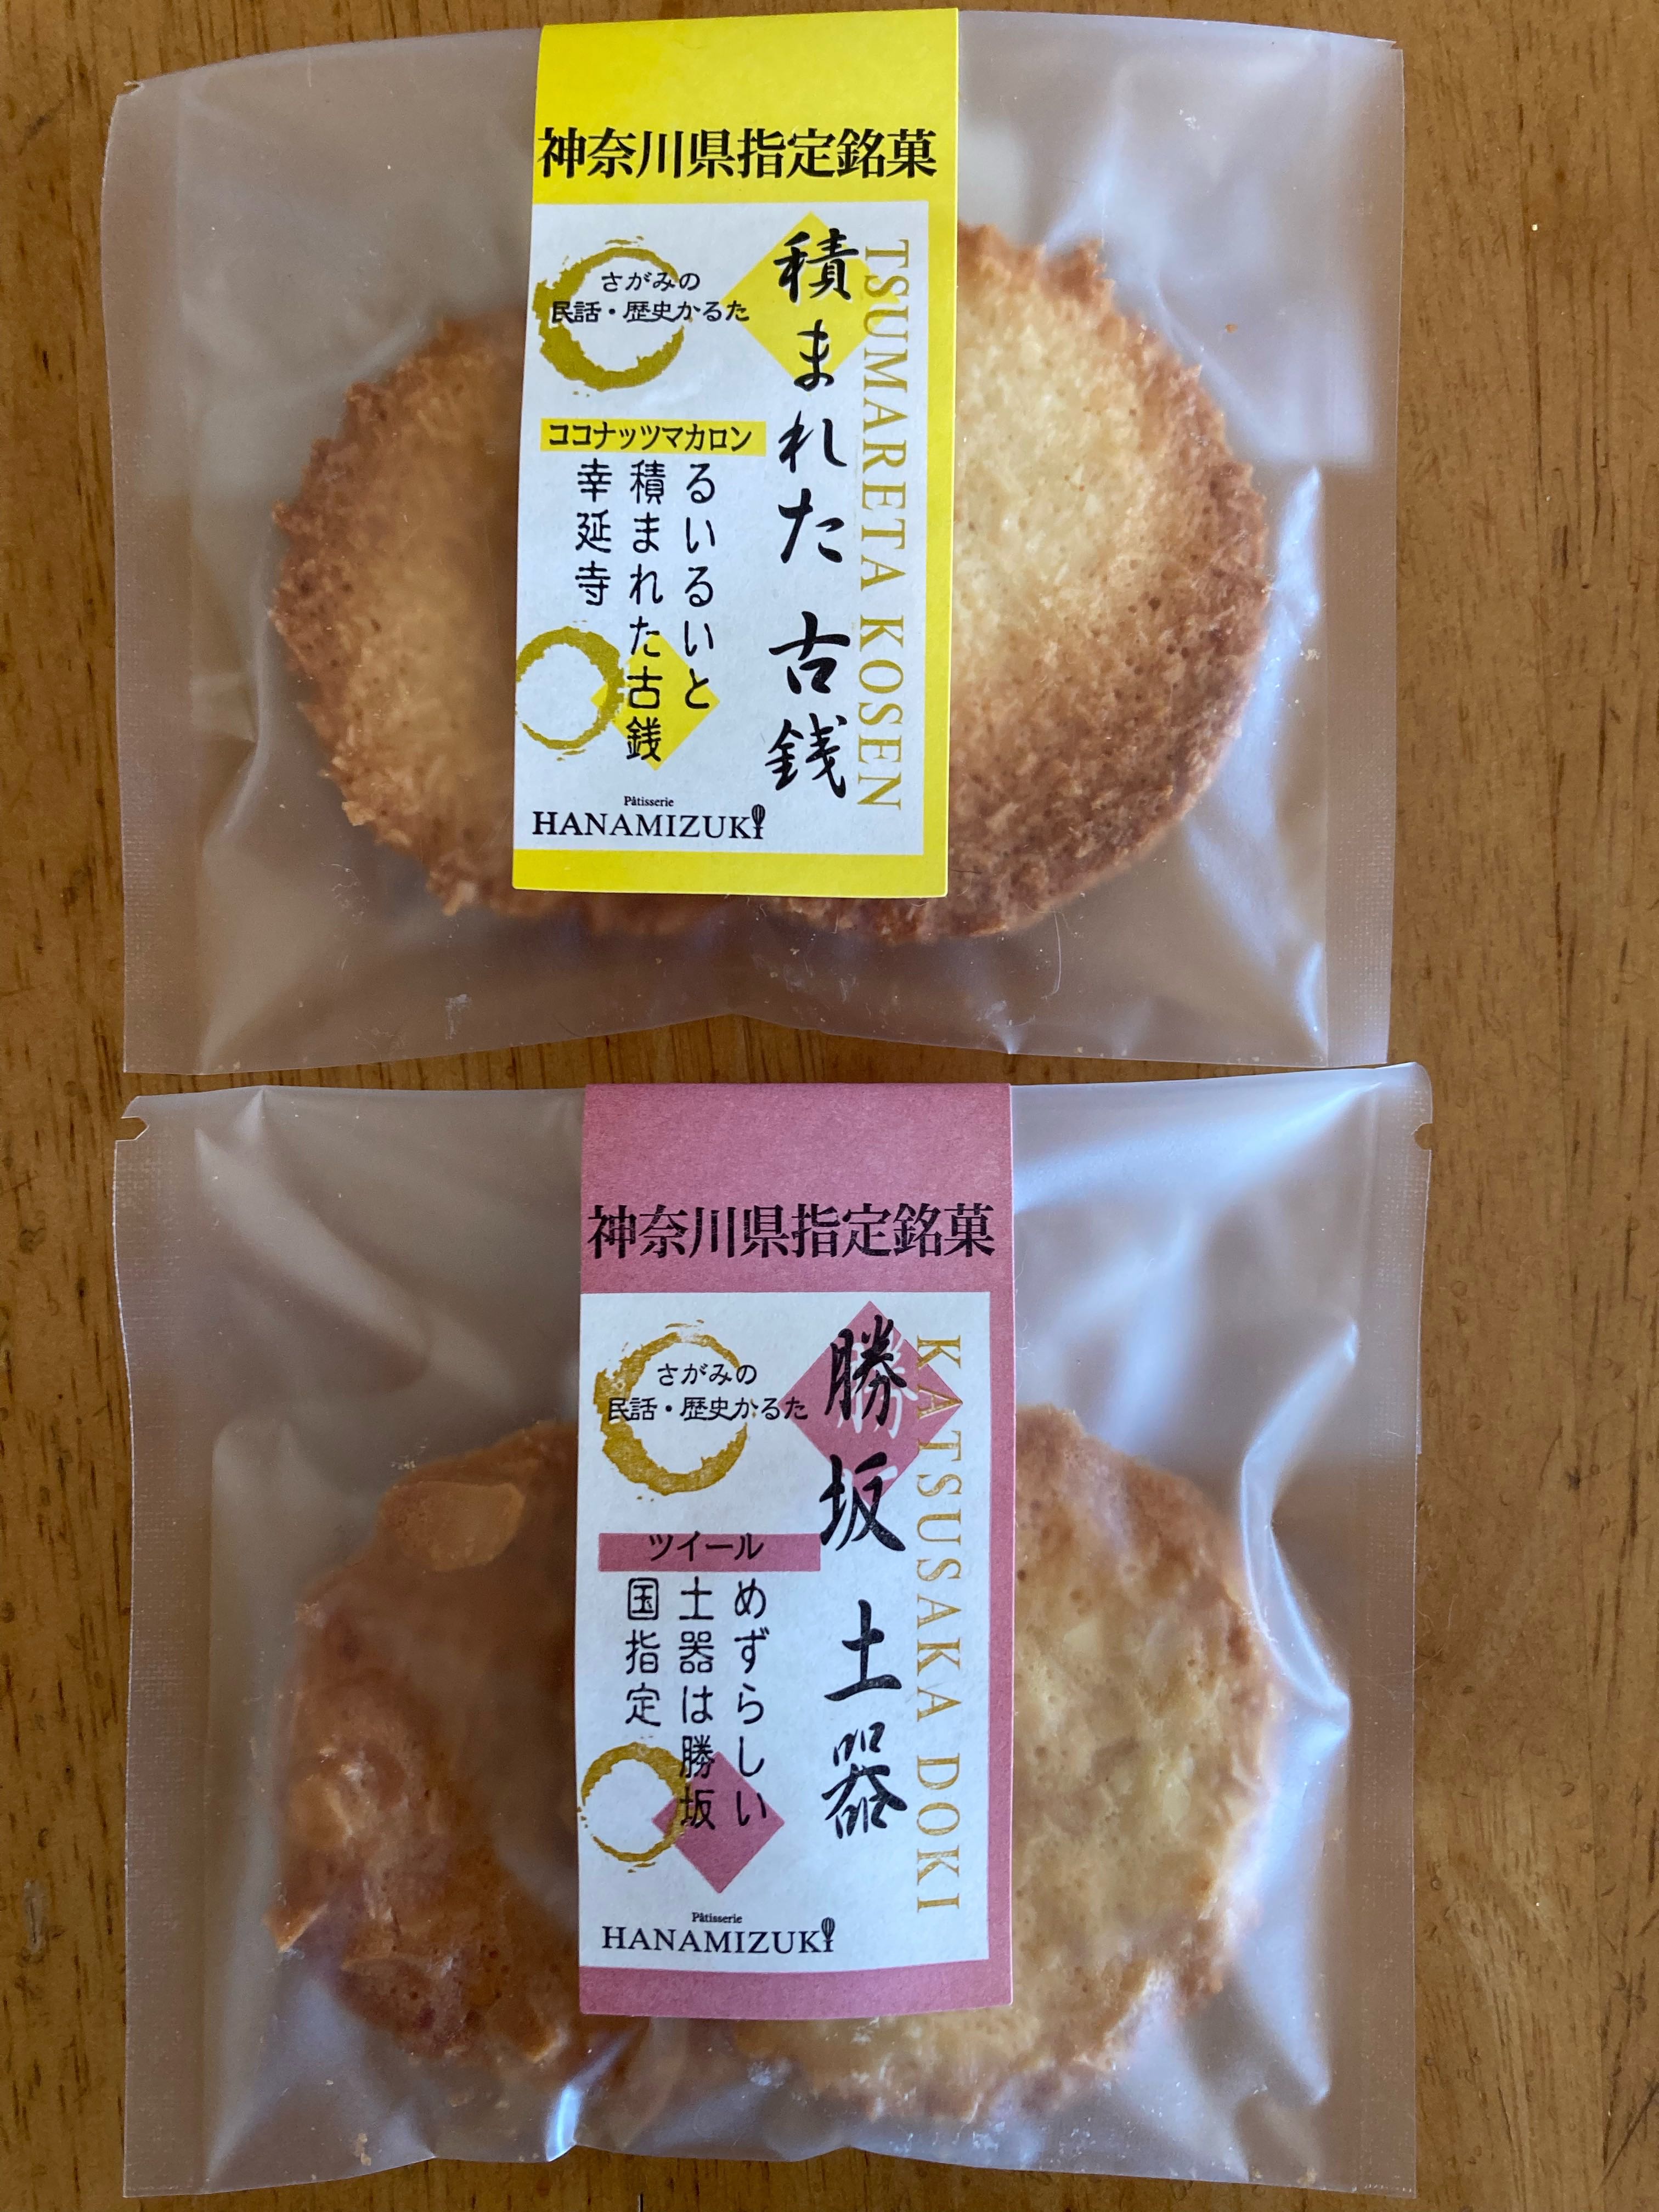 神奈川県指定銘菓
TSUMARETA KOSEN
積まれた古銭
さがみの
民話・歴史かるた
ココナッツマカロン
るいるいと
積まれた古銭
幸延寺
Pâtisserie
HANAMIZUKI
神奈川県指定銘菓
KATSUSAKA DOKI
勝坂土器
さがみの
民話・歴史かるた
ツイール
めずらしい
土器は勝坂
国指定
Pâtisserie
HANAMIZUKI